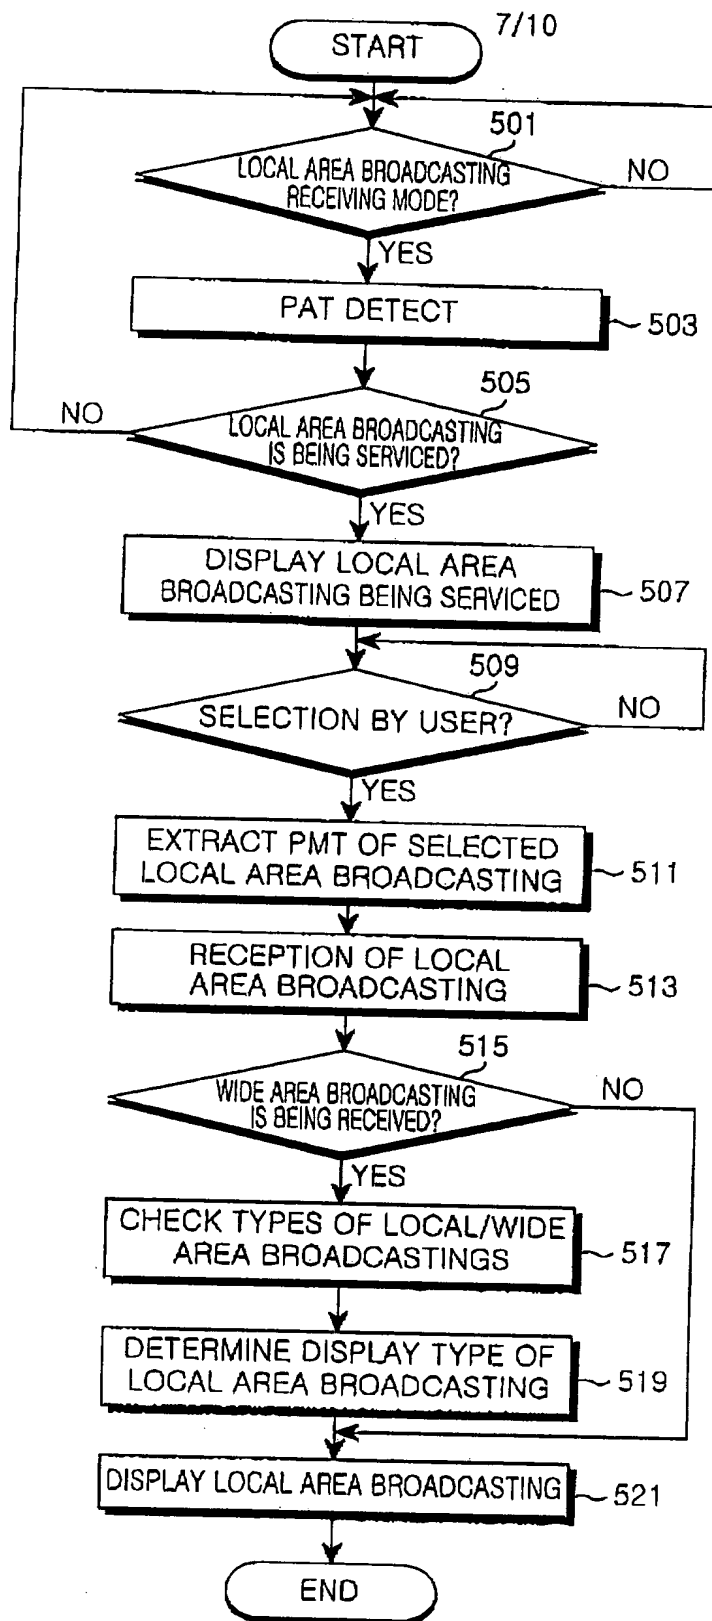 7/10
START
501
LOCAL AREA BROADCASTING
RECEIVING MODE?
NO
YES
PAT DETECT
503
505
NO
LOCAL AREA BROADCASTING
IS BEING SERVICED?
YES
DISPLAY LOCAL AREA
BROADCASTING BEING SERVICED
507
509
SELECTION BY USER?
NO
YES
EXTRACT PMT OF SELECTED
LOCAL AREA BROADCASTING
511
RECEPTION OF LOCAL
AREA BROADCASTING
513
515
WIDE AREA BROADCASTING
IS BEING RECEIVED?
NO
YES
CHECK TYPES OF LOCAL/WIDE
AREA BROADCASTINGS
517
DETERMINE DISPLAY TYPE OF
LOCAL AREA BROADCASTING
519
DISPLAY LOCAL AREA BROADCASTING
521
END